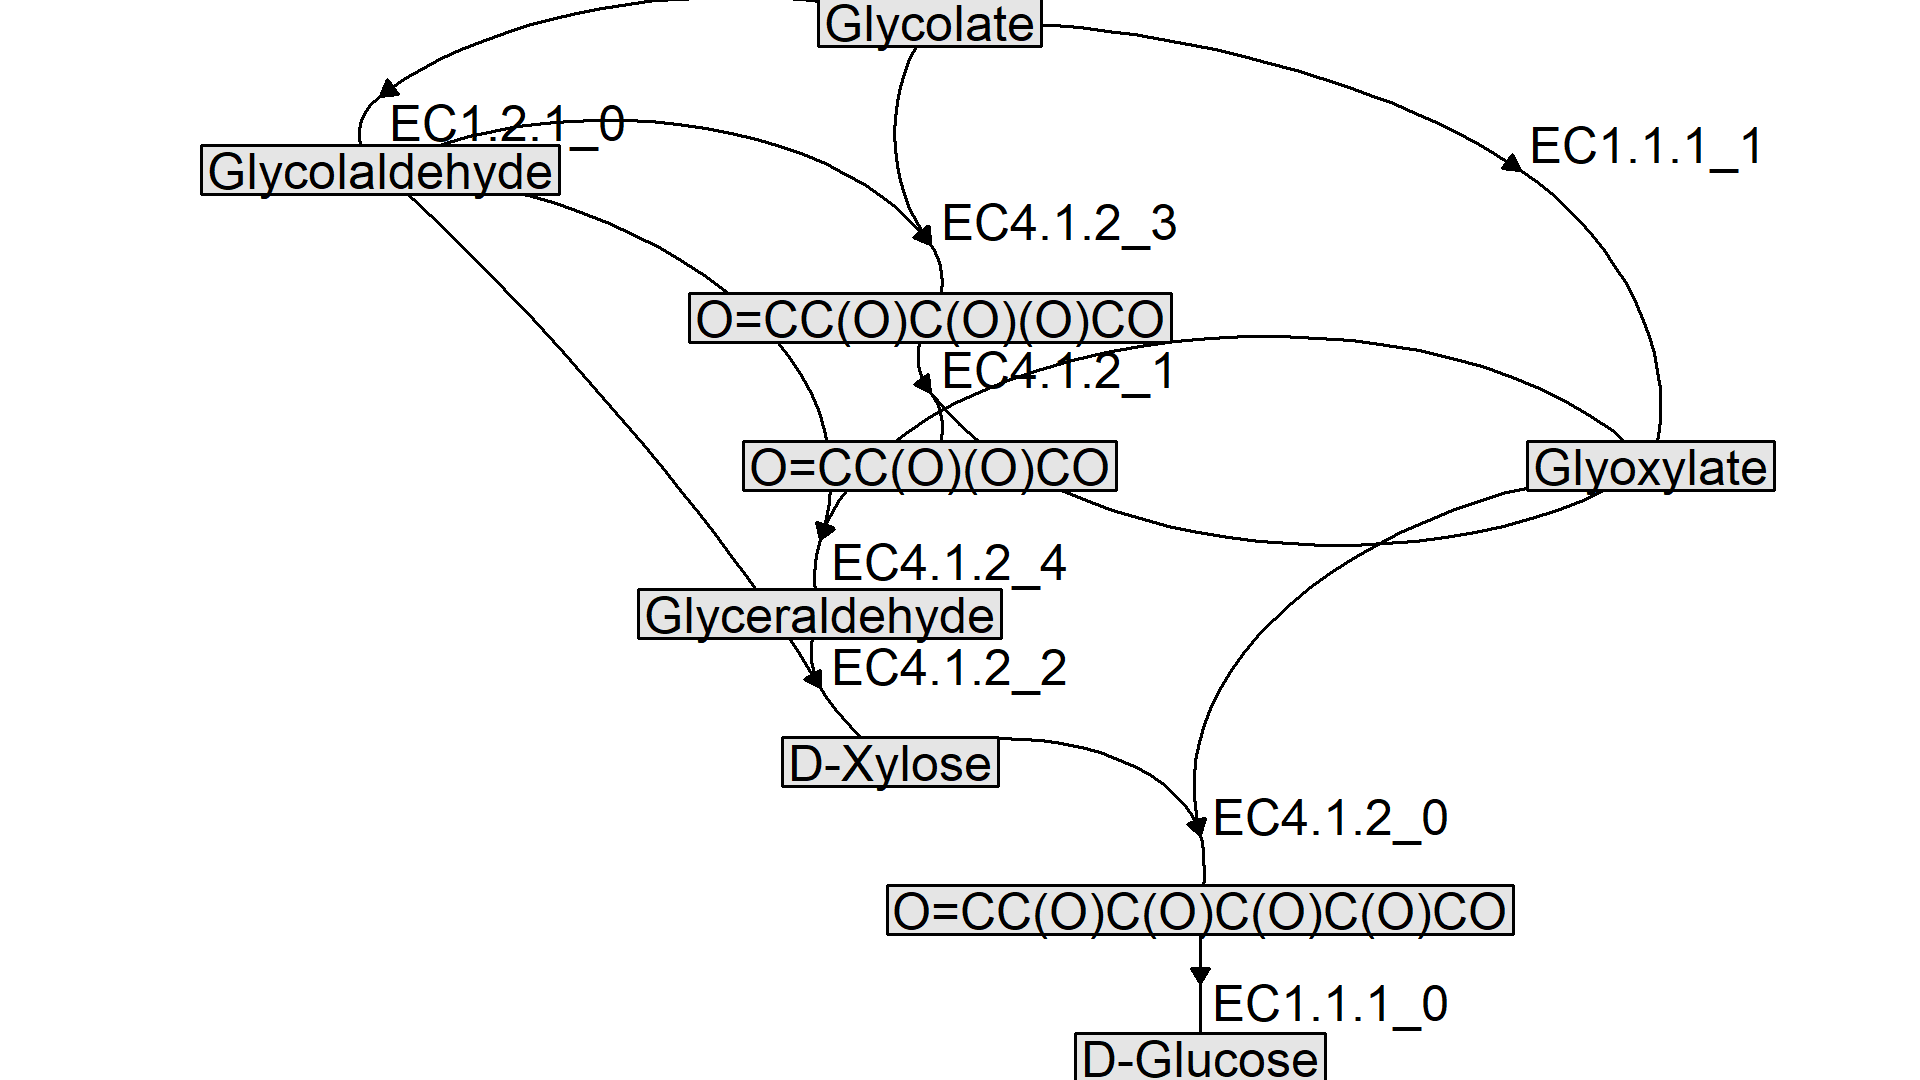 Glycolate
EC1.2.1_0
EC1.1.1_1
Glycolaldehyde
EC4.1.2_3
O=CC(O)C(O)(O)CO
EC4.1.2_1
O=CC(O)(O)CO
Glyoxylate
EC4.1.2_4
Glyceraldehyde
EC4.1.2_2
D-Xylose
EC4.1.2_0
O=CC(O)C(O)C(O)C(O)CO
EC1.1.1_0
D-Glucose